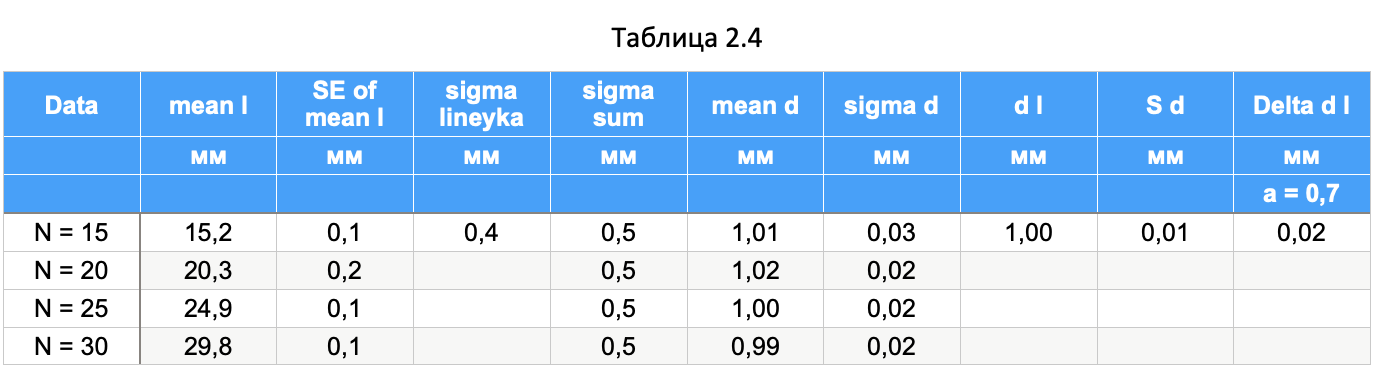 Таблица 2.4
Data mean l SE of mean l sigma lineyka sigma sum mean d sigma d d l S d Delta d l
мм мм мм мм мм мм мм мм мм
a = 0,7
N = 15 15,2 0,1 0,4 0,5 1,01 0,03 1,00 0,01 0,02
N = 20 20,3 0,2 0,5 1,02 0,02
N = 25 24,9 0,1 0,5 1,00 0,02
N = 30 29,8 0,1 0,5 0,99 0,02